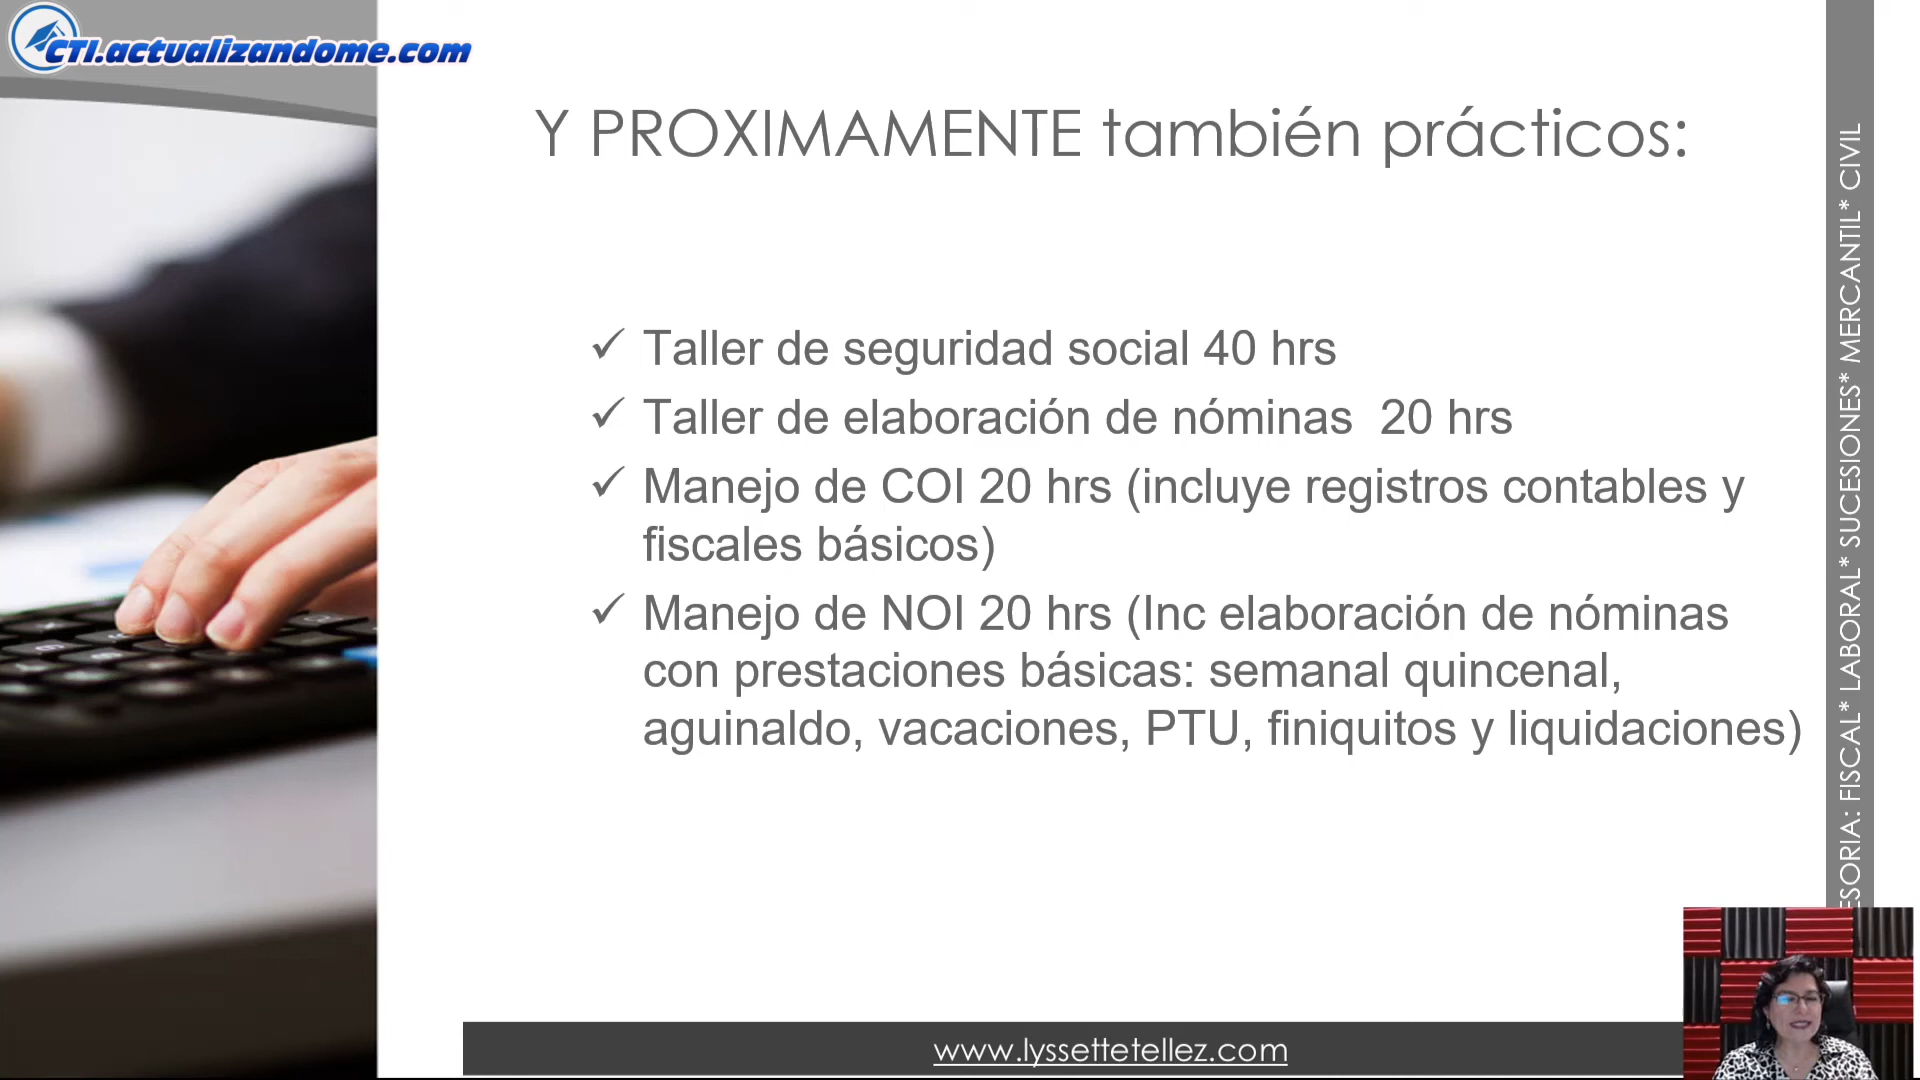 CTI.actualizandome.com
Y PROXIMAMENTE también prácticos:
✓ Taller de seguridad social 40 hrs
✓ Taller de elaboración de nóminas  20 hrs
✓ Manejo de COI 20 hrs (incluye registros contables y
fiscales básicos)
✓ Manejo de NOI 20 hrs (Inc elaboración de nóminas
con prestaciones básicas: semanal quincenal,
aguinaldo, vacaciones, PTU, finiquitos y liquidaciones)
ESORIA: FISCAL* LABORAL* SUCESIONES* MERCANTIL* CIVIL
www.lyssettetellez.com